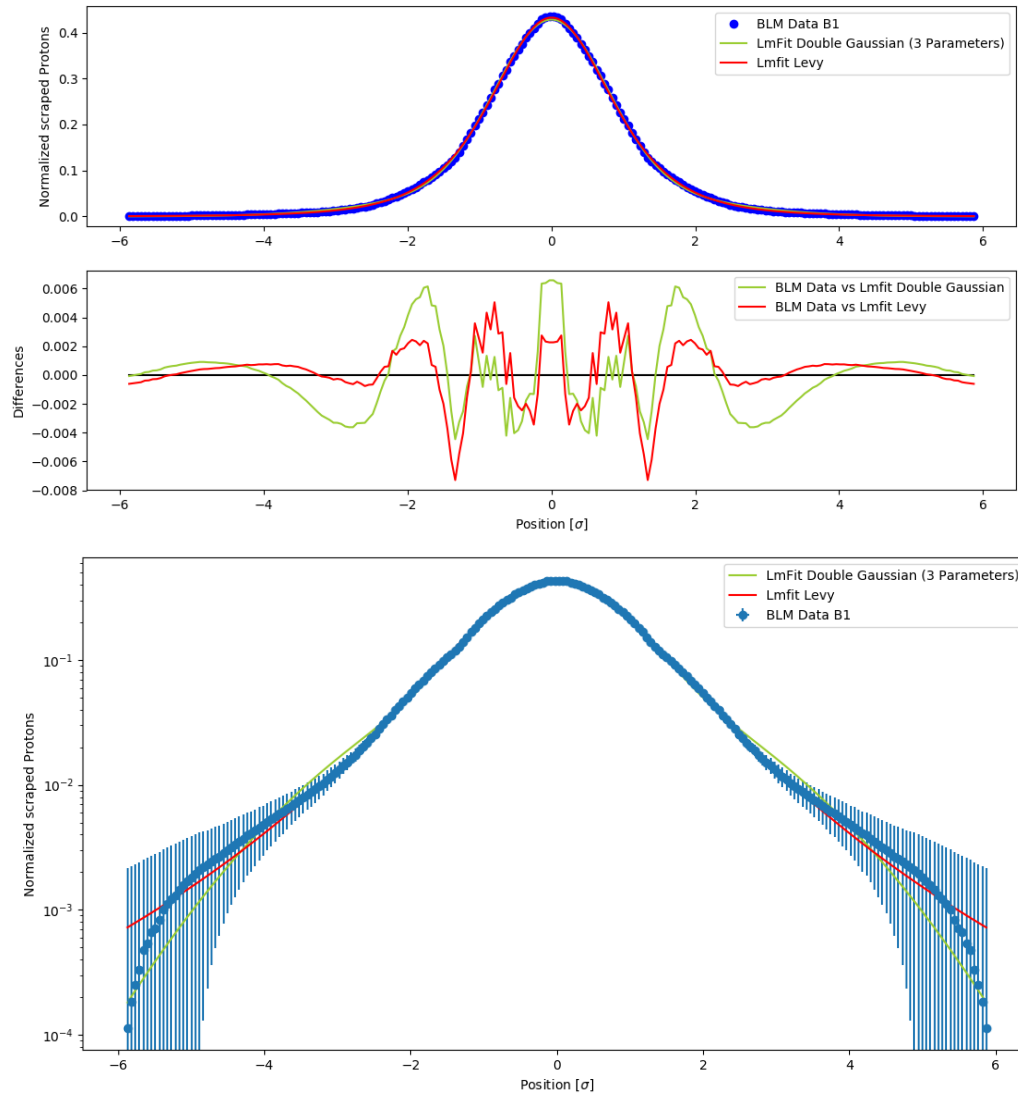 Normalized scraped Protons
0.4
0.3
0.2
0.1
0.0
BLM Data B1
LmFit Double Gaussian (3 Parameters)
Lmfit Levy
−6 −4 −2 0 2 4 6
Differences
0.006
0.004
0.002
0.000
−0.002
−0.004
−0.006
−0.008
BLM Data vs Lmfit Double Gaussian
BLM Data vs Lmfit Levy
−6 −4 −2 0 2 4 6
Position [σ]
Normalized scraped Protons
10⁻¹
10⁻²
10⁻³
10⁻⁴
LmFit Double Gaussian (3 Parameters)
Lmfit Levy
BLM Data B1
−6 −4 −2 0 2 4 6
Position [σ]